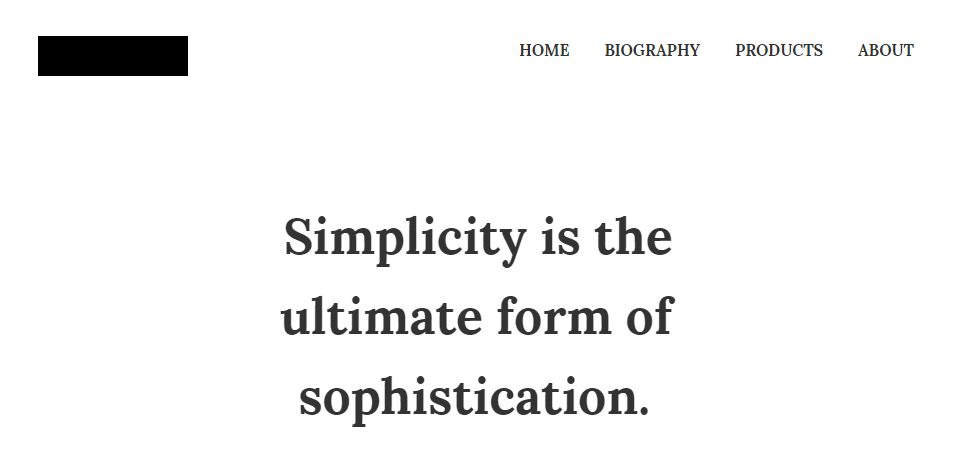 HOME BIOGRAPHY PRODUCTS ABOUT
Simplicity is the
ultimate form of
sophistication.